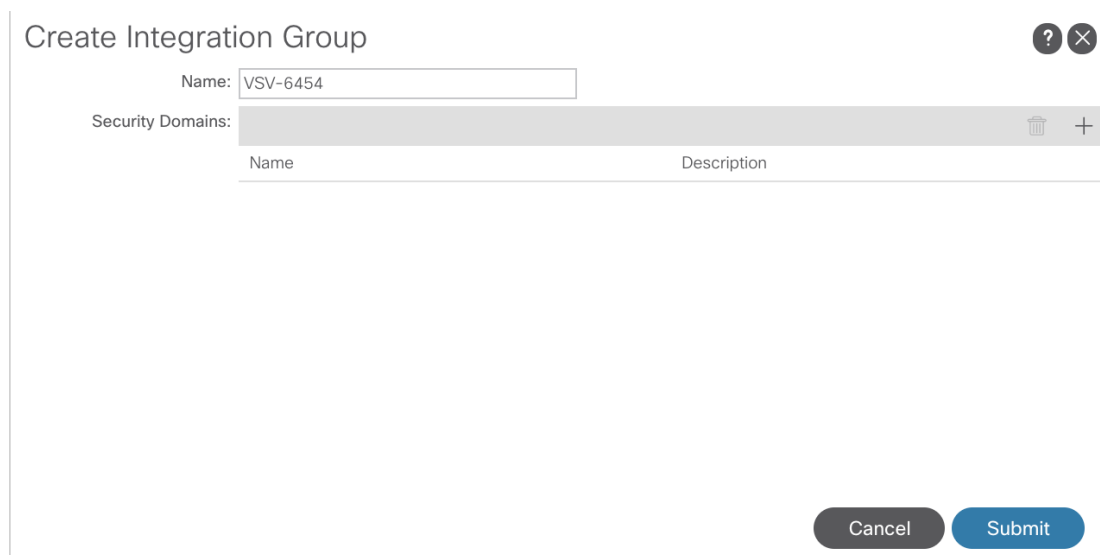 Create Integration Group
?
Name: VSV-6454
Security Domains:
Name Description
Cancel Submit